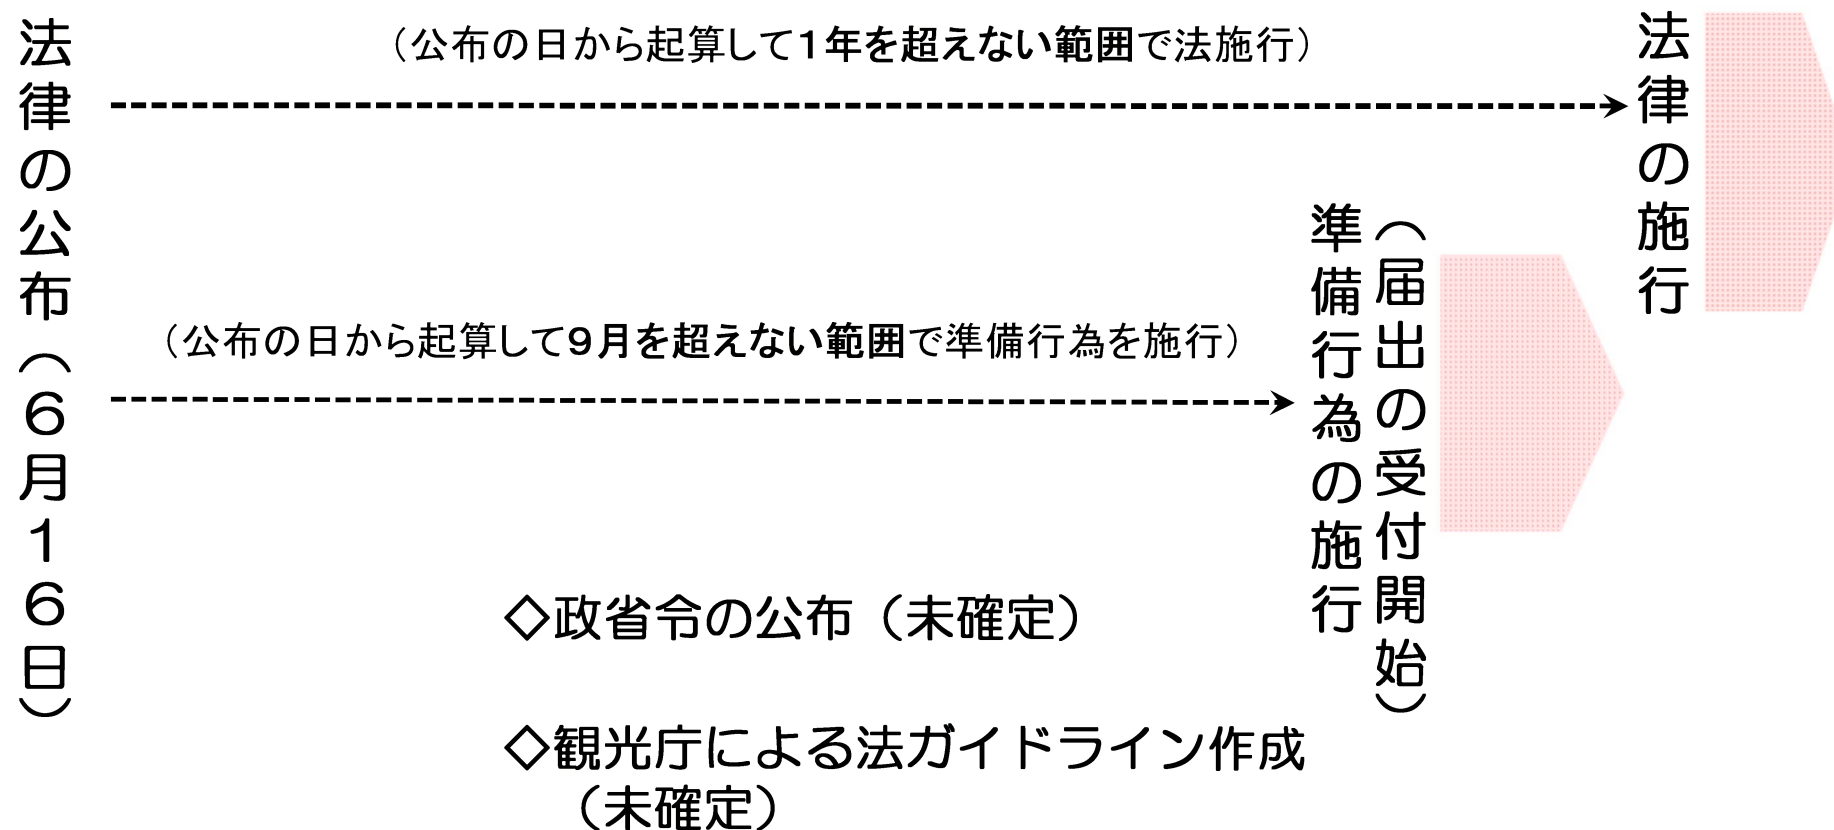 法律の公布（６月１６日）
（公布の日から起算して１年を超えない範囲で法施行）
法律の施行
（公布の日から起算して９月を超えない範囲で準備行為を施行）
準備行為の施行
（届出の受付開始）
◇政省令の公布（未確定）
◇観光庁による法ガイドライン作成
（未確定）